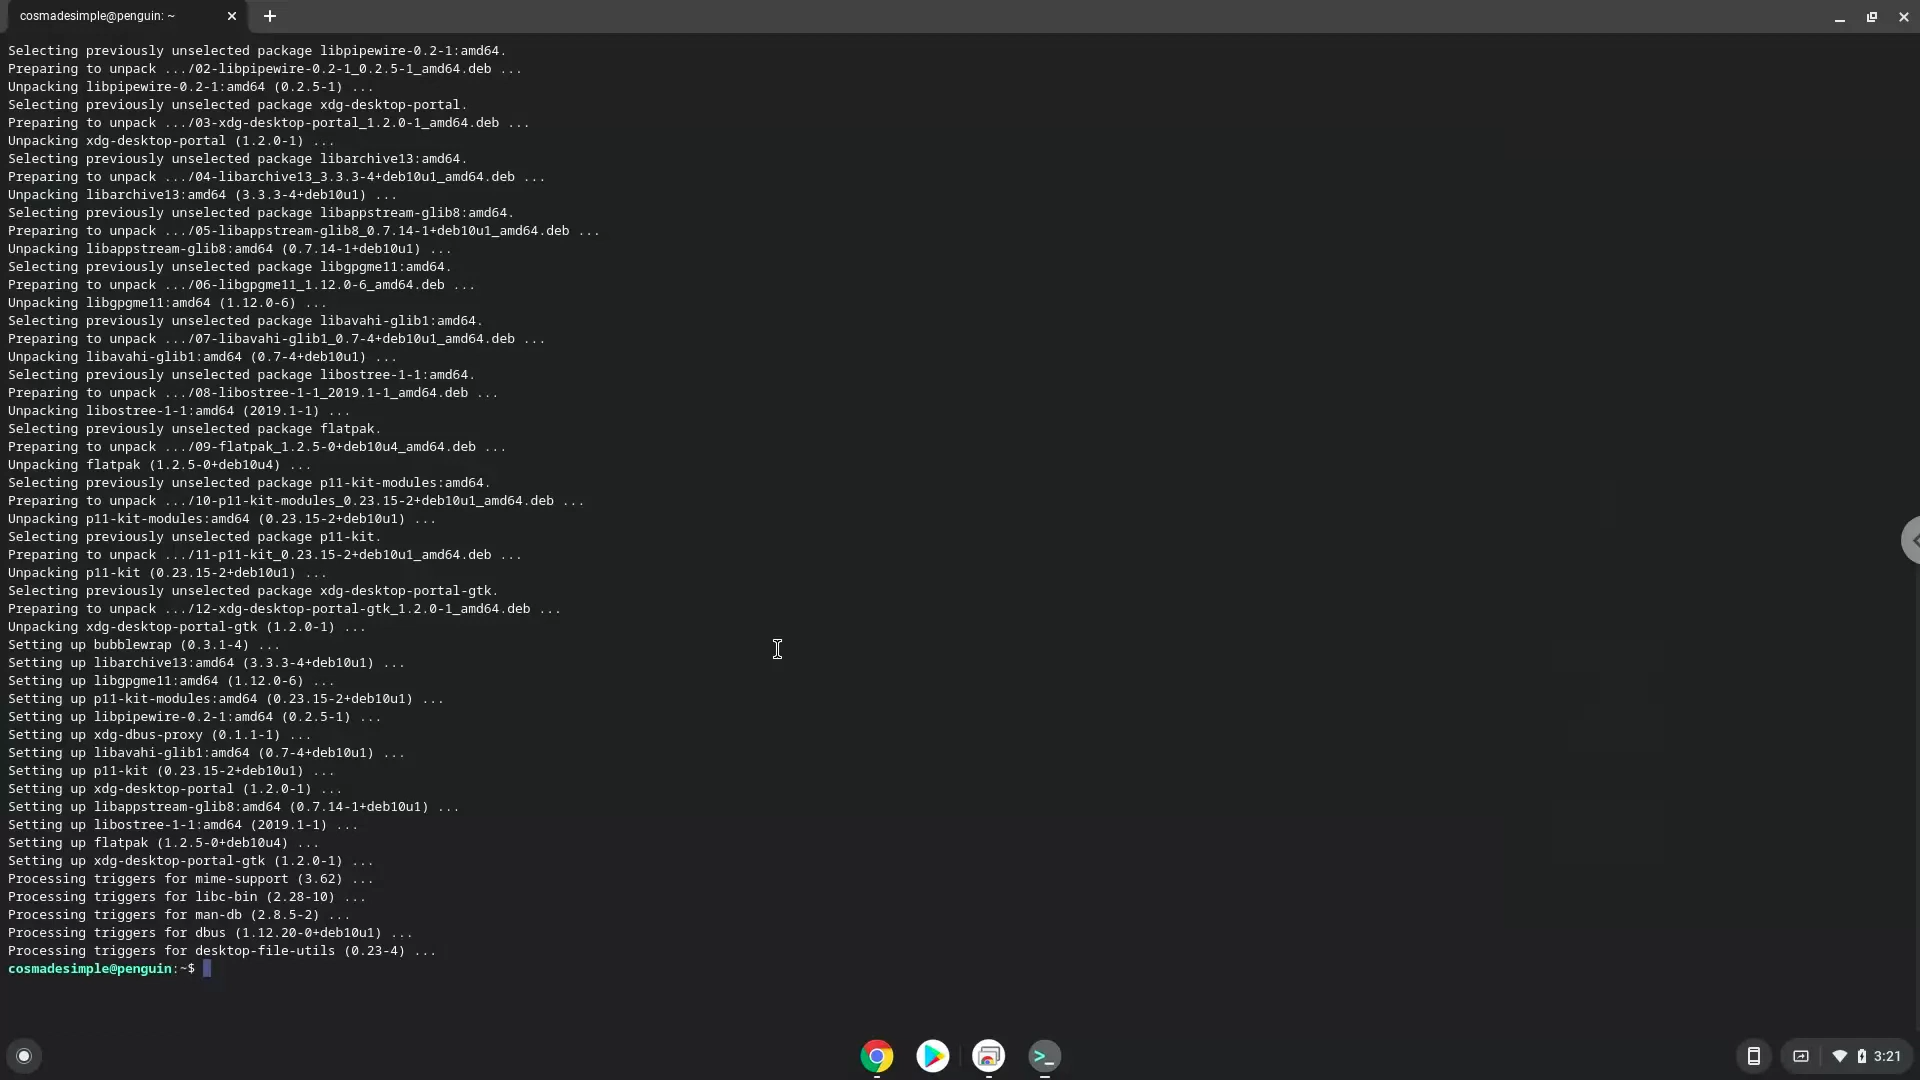 cosmadesimple@penguin: ~
Selecting previously unselected package libpipewire-0.2-1:amd64.
Preparing to unpack .../02-libpipewire-0.2-1_0.2.5-1_amd64.deb ...
Unpacking libpipewire-0.2-1:amd64 (0.2.5-1) ...
Selecting previously unselected package xdg-desktop-portal.
Preparing to unpack .../03-xdg-desktop-portal_1.2.0-1_amd64.deb ...
Unpacking xdg-desktop-portal (1.2.0-1) ...
Selecting previously unselected package libarchive13:amd64.
Preparing to unpack .../04-libarchive13_3.3.3-4+deb10u1_amd64.deb ...
Unpacking libarchive13:amd64 (3.3.3-4+deb10u1) ...
Selecting previously unselected package libappstream-glib8:amd64.
Preparing to unpack .../05-libappstream-glib8_0.7.14-1+deb10u1_amd64.deb ...
Unpacking libappstream-glib8:amd64 (0.7.14-1+deb10u1) ...
Selecting previously unselected package libgpgme11:amd64.
Preparing to unpack .../06-libgpgme11_1.12.0-6_amd64.deb ...
Unpacking libgpgme11:amd64 (1.12.0-6) ...
Selecting previously unselected package libavahi-glib1:amd64.
Preparing to unpack .../07-libavahi-glib1_0.7-4+deb10u1_amd64.deb ...
Unpacking libavahi-glib1:amd64 (0.7-4+deb10u1) ...
Selecting previously unselected package libostree-1-1:amd64.
Preparing to unpack .../08-libostree-1-1_2019.1-1_amd64.deb ...
Unpacking libostree-1-1:amd64 (2019.1-1) ...
Selecting previously unselected package flatpak.
Preparing to unpack .../09-flatpak_1.2.5-0+deb10u4_amd64.deb ...
Unpacking flatpak (1.2.5-0+deb10u4) ...
Selecting previously unselected package p11-kit-modules:amd64.
Preparing to unpack .../10-p11-kit-modules_0.23.15-2+deb10u1_amd64.deb ...
Unpacking p11-kit-modules:amd64 (0.23.15-2+deb10u1) ...
Selecting previously unselected package p11-kit.
Preparing to unpack .../11-p11-kit_0.23.15-2+deb10u1_amd64.deb ...
Unpacking p11-kit (0.23.15-2+deb10u1) ...
Selecting previously unselected package xdg-desktop-portal-gtk.
Preparing to unpack .../12-xdg-desktop-portal-gtk_1.2.0-1_amd64.deb ...
Unpacking xdg-desktop-portal-gtk (1.2.0-1) ...
Setting up bubblewrap (0.3.1-4) ...
Setting up libarchive13:amd64 (3.3.3-4+deb10u1) ...
Setting up libgpgme11:amd64 (1.12.0-6) ...
Setting up p11-kit-modules:amd64 (0.23.15-2+deb10u1) ...
Setting up libpipewire-0.2-1:amd64 (0.2.5-1) ...
Setting up xdg-dbus-proxy (0.1.1-1) ...
Setting up libavahi-glib1:amd64 (0.7-4+deb10u1) ...
Setting up p11-kit (0.23.15-2+deb10u1) ...
Setting up xdg-desktop-portal (1.2.0-1) ...
Setting up libappstream-glib8:amd64 (0.7.14-1+deb10u1) ...
Setting up libostree-1-1:amd64 (2019.1-1) ...
Setting up flatpak (1.2.5-0+deb10u4) ...
Setting up xdg-desktop-portal-gtk (1.2.0-1) ...
Processing triggers for mime-support (3.62) ...
Processing triggers for libc-bin (2.28-10) ...
Processing triggers for man-db (2.8.5-2) ...
Processing triggers for dbus (1.12.20-0+deb10u1) ...
Processing triggers for desktop-file-utils (0.23-4) ...
cosmadesimple@penguin:~$
3:21